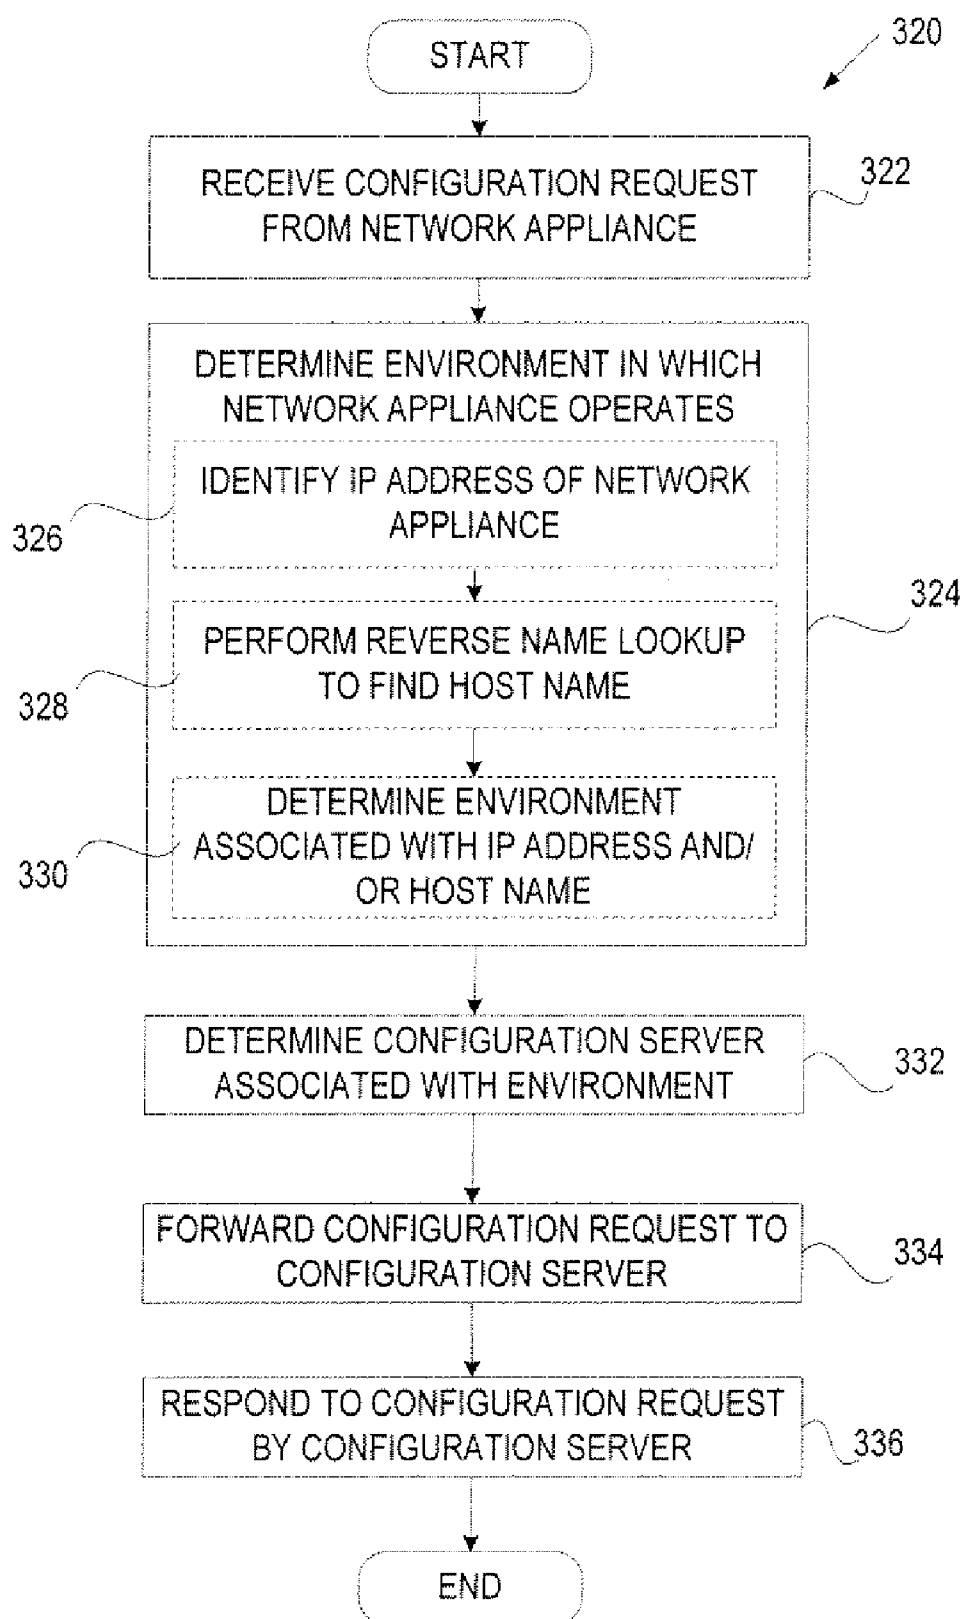 START
320
RECEIVE CONFIGURATION REQUEST
FROM NETWORK APPLIANCE
322
DETERMINE ENVIRONMENT IN WHICH
NETWORK APPLIANCE OPERATES
IDENTIFY IP ADDRESS OF NETWORK
APPLIANCE
326
324
PERFORM REVERSE NAME LOOKUP
TO FIND HOST NAME
328
DETERMINE ENVIRONMENT
ASSOCIATED WITH IP ADDRESS AND/
OR HOST NAME
330
DETERMINE CONFIGURATION SERVER
ASSOCIATED WITH ENVIRONMENT
332
FORWARD CONFIGURATION REQUEST TO
CONFIGURATION SERVER
334
RESPOND TO CONFIGURATION REQUEST
BY CONFIGURATION SERVER
336
END